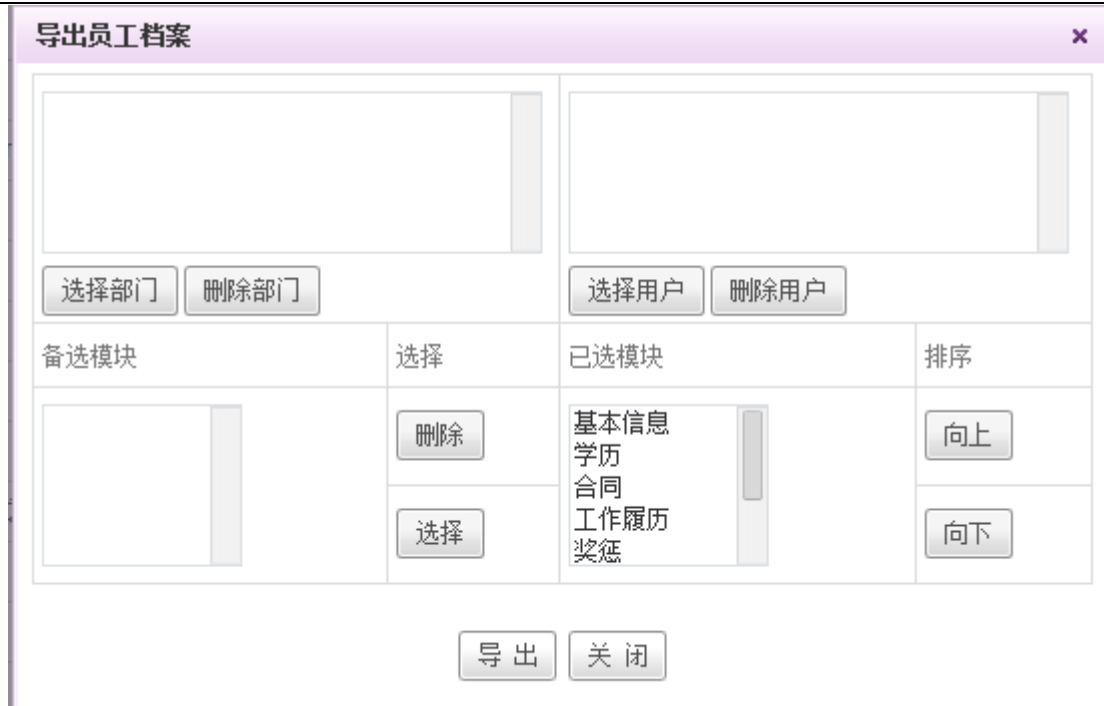 导出员工档案
选择部门 删除部门 选择用户 删除用户
备选模块 选择 已选模块 排序
删除 基本信息 向上
学历
合同
选择 工作履历 向下
奖惩
导 出 关 闭